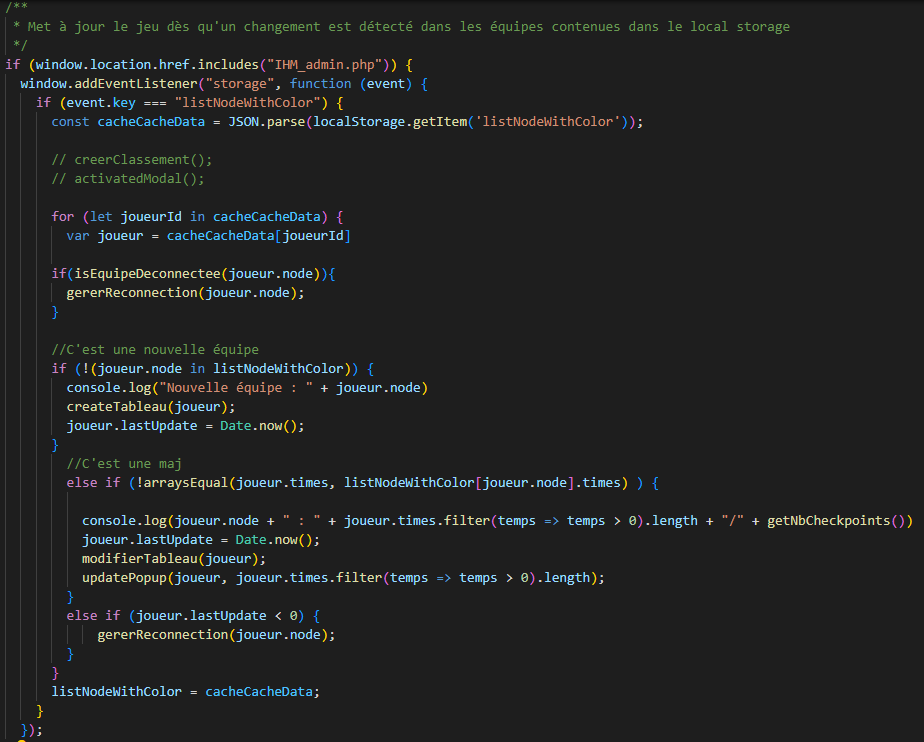 /**
 * Met à jour le jeu dès qu'un changement est détecté dans les équipes contenues dans le local storage
 */
if (window.location.href.includes("IHM_admin.php")) {
  window.addEventListener("storage", function (event) {
    if (event.key === "listNodeWithColor") {
      const cacheCacheData = JSON.parse(localStorage.getItem('listNodeWithColor'));

      // creerClassement();
      // activatedModal();

      for (let joueurId in cacheCacheData) {
        var joueur = cacheCacheData[joueurId]

      if(isEquipeDeconnectee(joueur.node)){
        gererReconnection(joueur.node);
      }

      //C'est une nouvelle équipe
      if (!(joueur.node in listNodeWithColor)) {
        console.log("Nouvelle équipe : " + joueur.node)
        createTableau(joueur);
        joueur.lastUpdate = Date.now();
      }
        //C'est une maj
        else if (!arraysEqual(joueur.times, listNodeWithColor[joueur.node].times) ) {

          console.log(joueur.node + " : " + joueur.times.filter(temps => temps > 0).length + "/" + getNbCheckpoints())
          joueur.lastUpdate = Date.now();
          modifierTableau(joueur);
          updatePopup(joueur, joueur.times.filter(temps => temps > 0).length);
        }
        else if (joueur.lastUpdate < 0) {
            gererReconnection(joueur.node);
        }
      }
      listNodeWithColor = cacheCacheData;
    }
  });